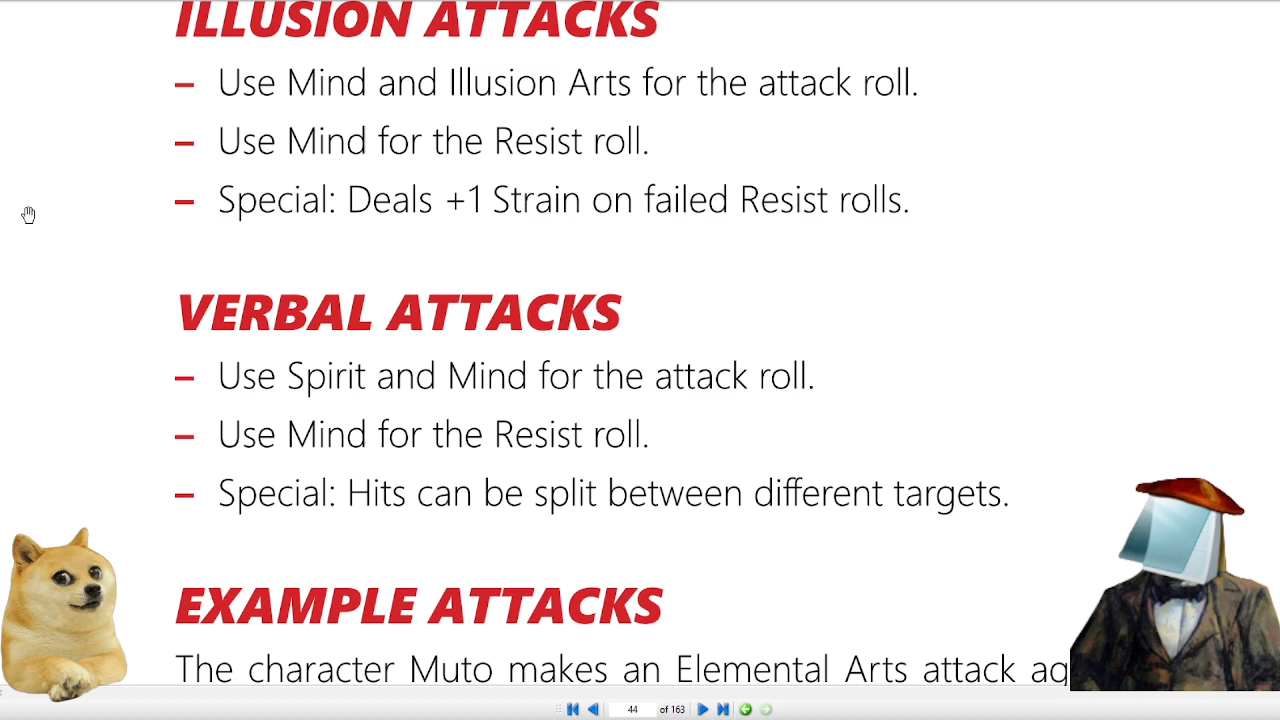 ILLUSION ATTACKS
– Use Mind and Illusion Arts for the attack roll.
– Use Mind for the Resist roll.
– Special: Deals +1 Strain on failed Resist rolls.
VERBAL ATTACKS
– Use Spirit and Mind for the attack roll.
– Use Mind for the Resist roll.
– Special: Hits can be split between different targets.
EXAMPLE ATTACKS
The character Muto makes an Elemental Arts attack
44 of 163